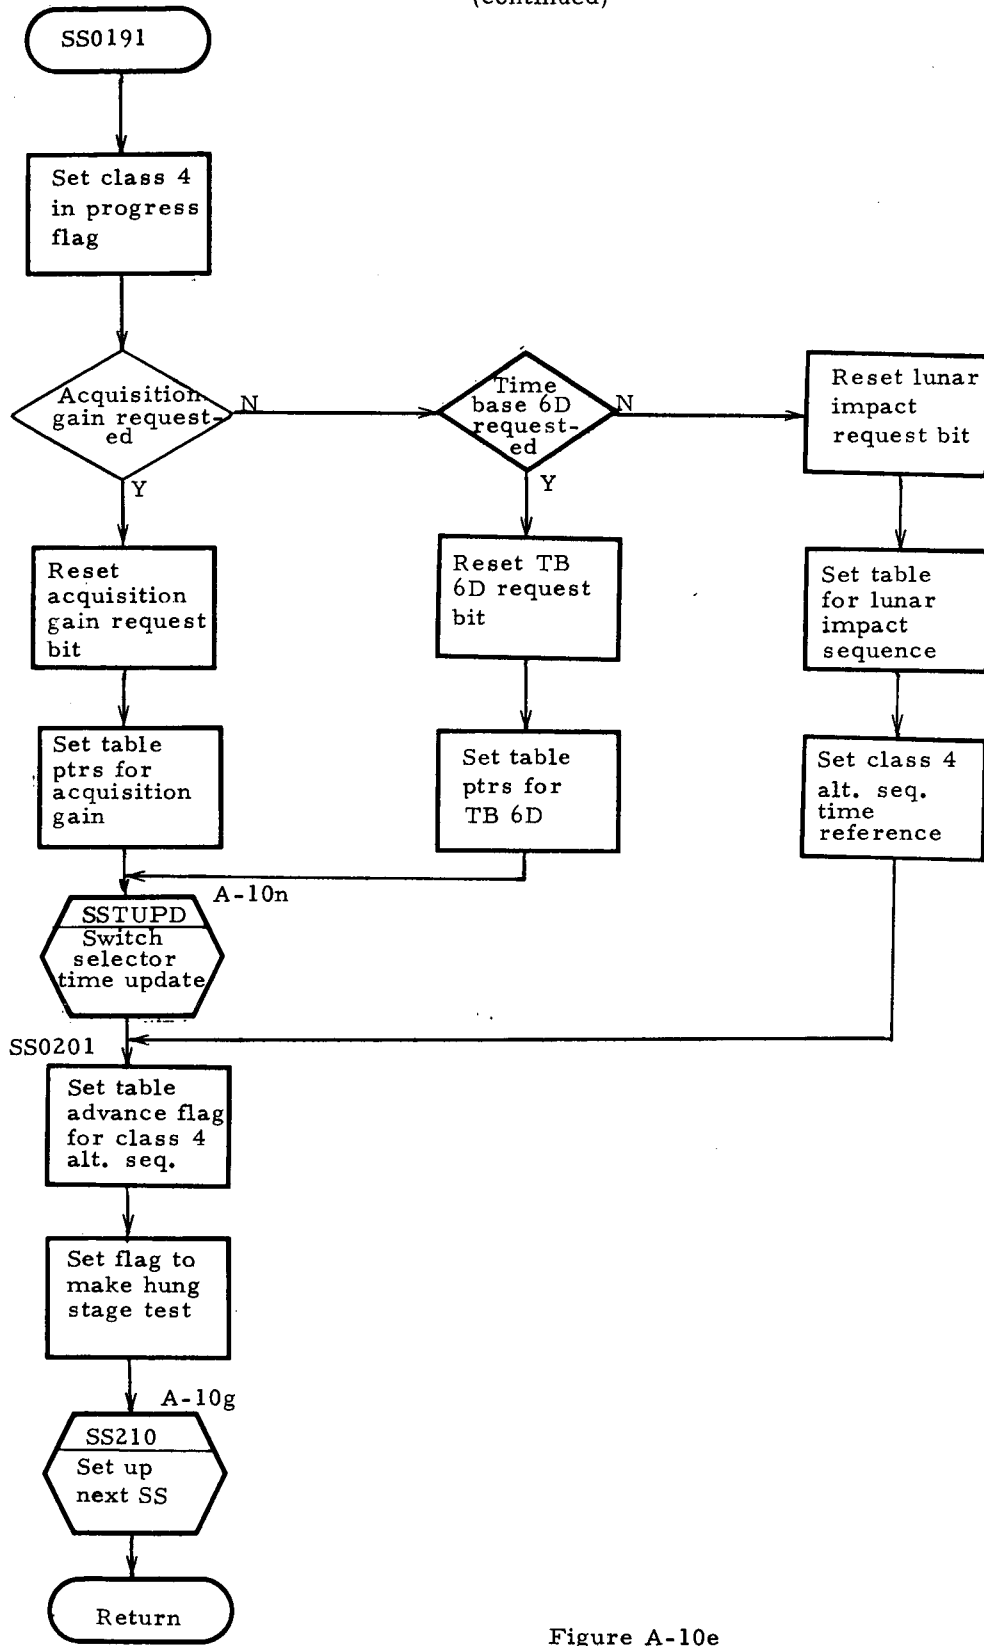 (continued)
SS0191
Set class 4
in progress
flag
Acquisition
gain request-
ed
N
Y
Time
base 6D
request-
ed
N
Y
Reset lunar
impact
request bit
Reset
acquisition
gain request
bit
Reset TB
6D request
bit
Set table
for lunar
impact
sequence
Set table
ptrs for
acquisition
gain
Set table
ptrs for
TB 6D
Set class 4
alt. seq.
time
reference
A-10n
SSTUPD
Switch
selector
time update
SS0201
Set table
advance flag
for class 4
alt. seq.
Set flag to
make hung
stage test
A-10g
SS210
Set up
next SS
Return
Figure A-10e